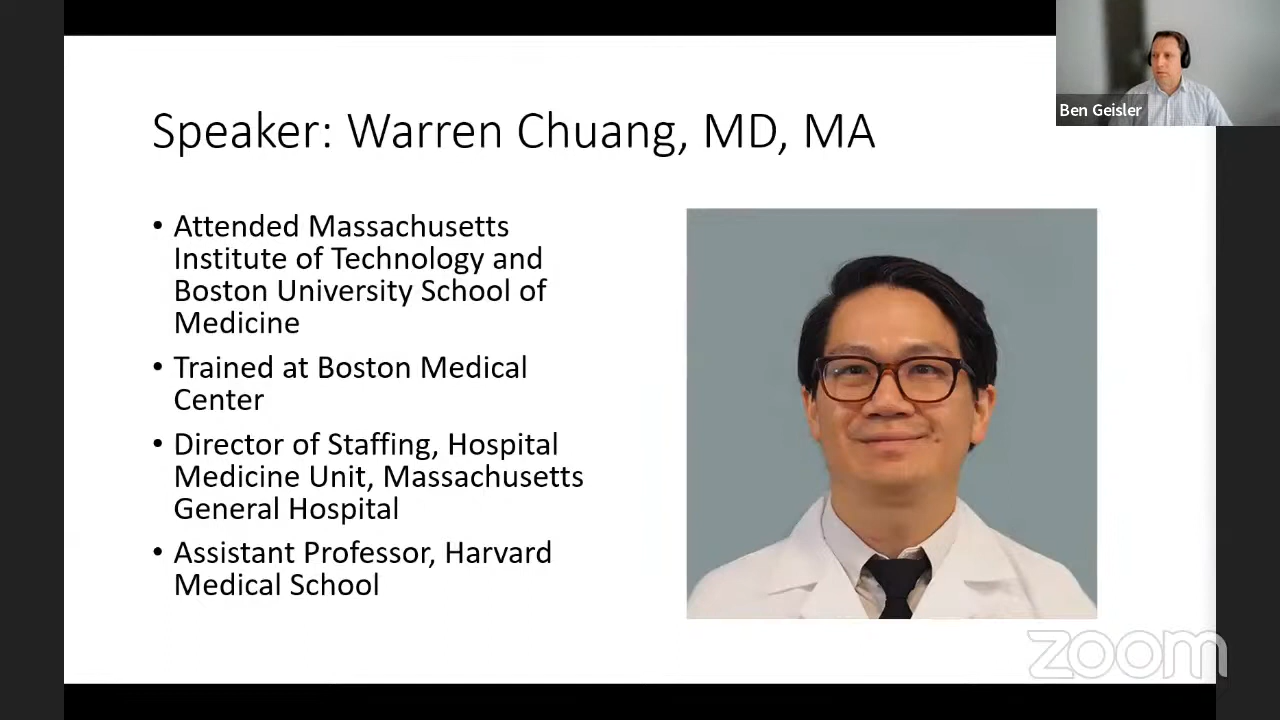 Ben Geisler
Speaker: Warren Chuang, MD, MA
• Attended Massachusetts
Institute of Technology and
Boston University School of
Medicine
• Trained at Boston Medical
Center
• Director of Staffing, Hospital
Medicine Unit, Massachusetts
General Hospital
• Assistant Professor, Harvard
Medical School
zoom